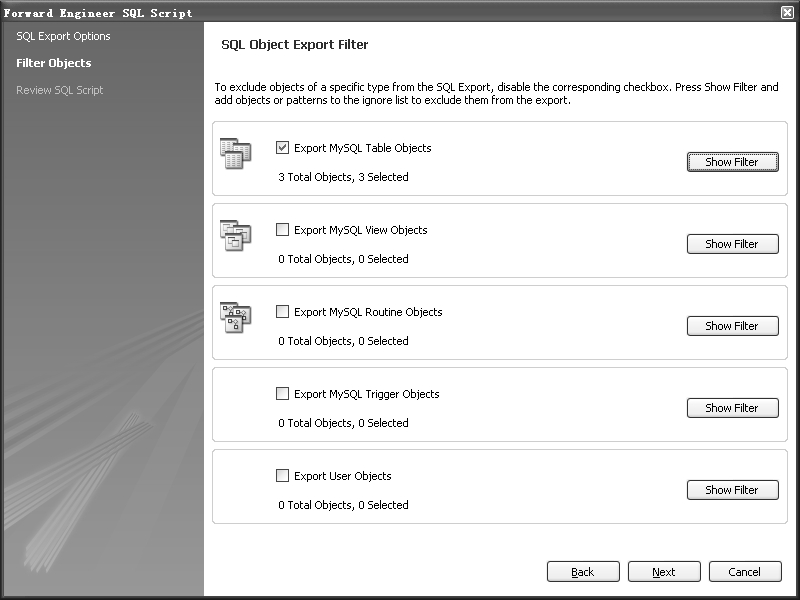 Forward Engineer SQL Script
SQL Export Options
Filter Objects
Review SQL Script
SQL Object Export Filter
To exclude objects of a specific type from the SQL Export, disable the corresponding checkbox. Press Show Filter and
add objects or patterns to the ignore list to exclude them from the export.
Export MySQL Table Objects
3 Total Objects, 3 Selected
Show Filter
Export MySQL View Objects
0 Total Objects, 0 Selected
Show Filter
Export MySQL Routine Objects
0 Total Objects, 0 Selected
Show Filter
Export MySQL Trigger Objects
0 Total Objects, 0 Selected
Show Filter
Export User Objects
0 Total Objects, 0 Selected
Show Filter
Back
Next
Cancel